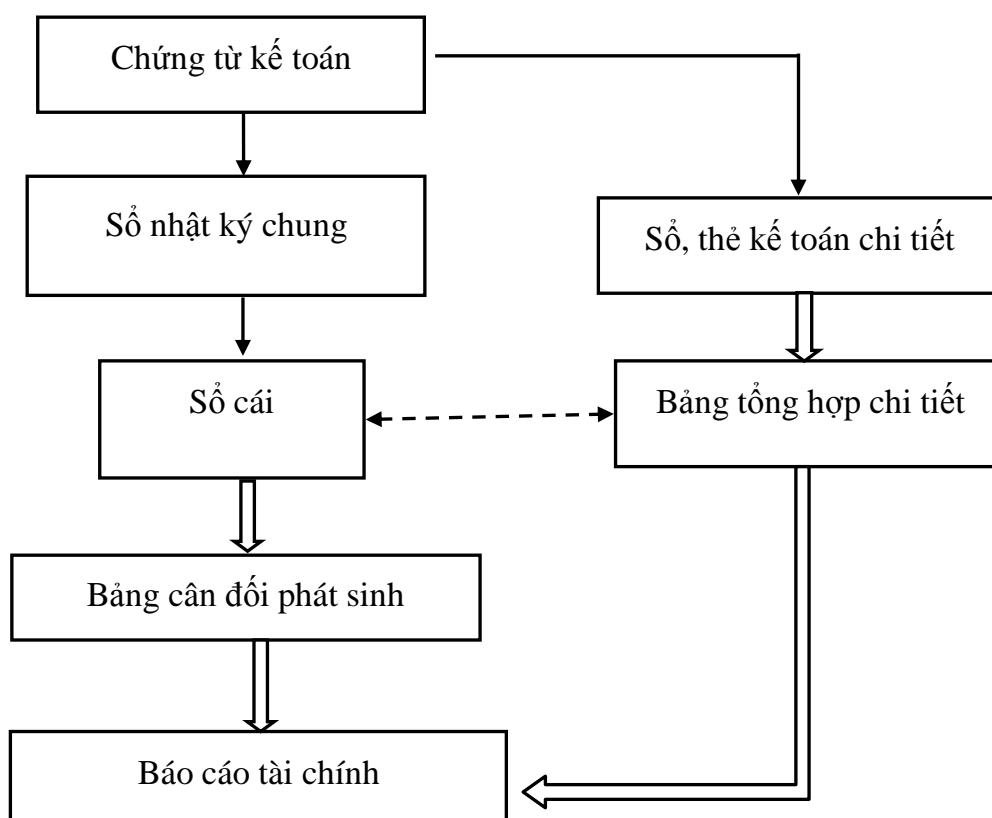 Chứng từ kế toán
Sổ nhật ký chung
Sổ, thẻ kế toán chi tiết
Sổ cái
Bảng tổng hợp chi tiết
Bảng cân đối phát sinh
Báo cáo tài chính